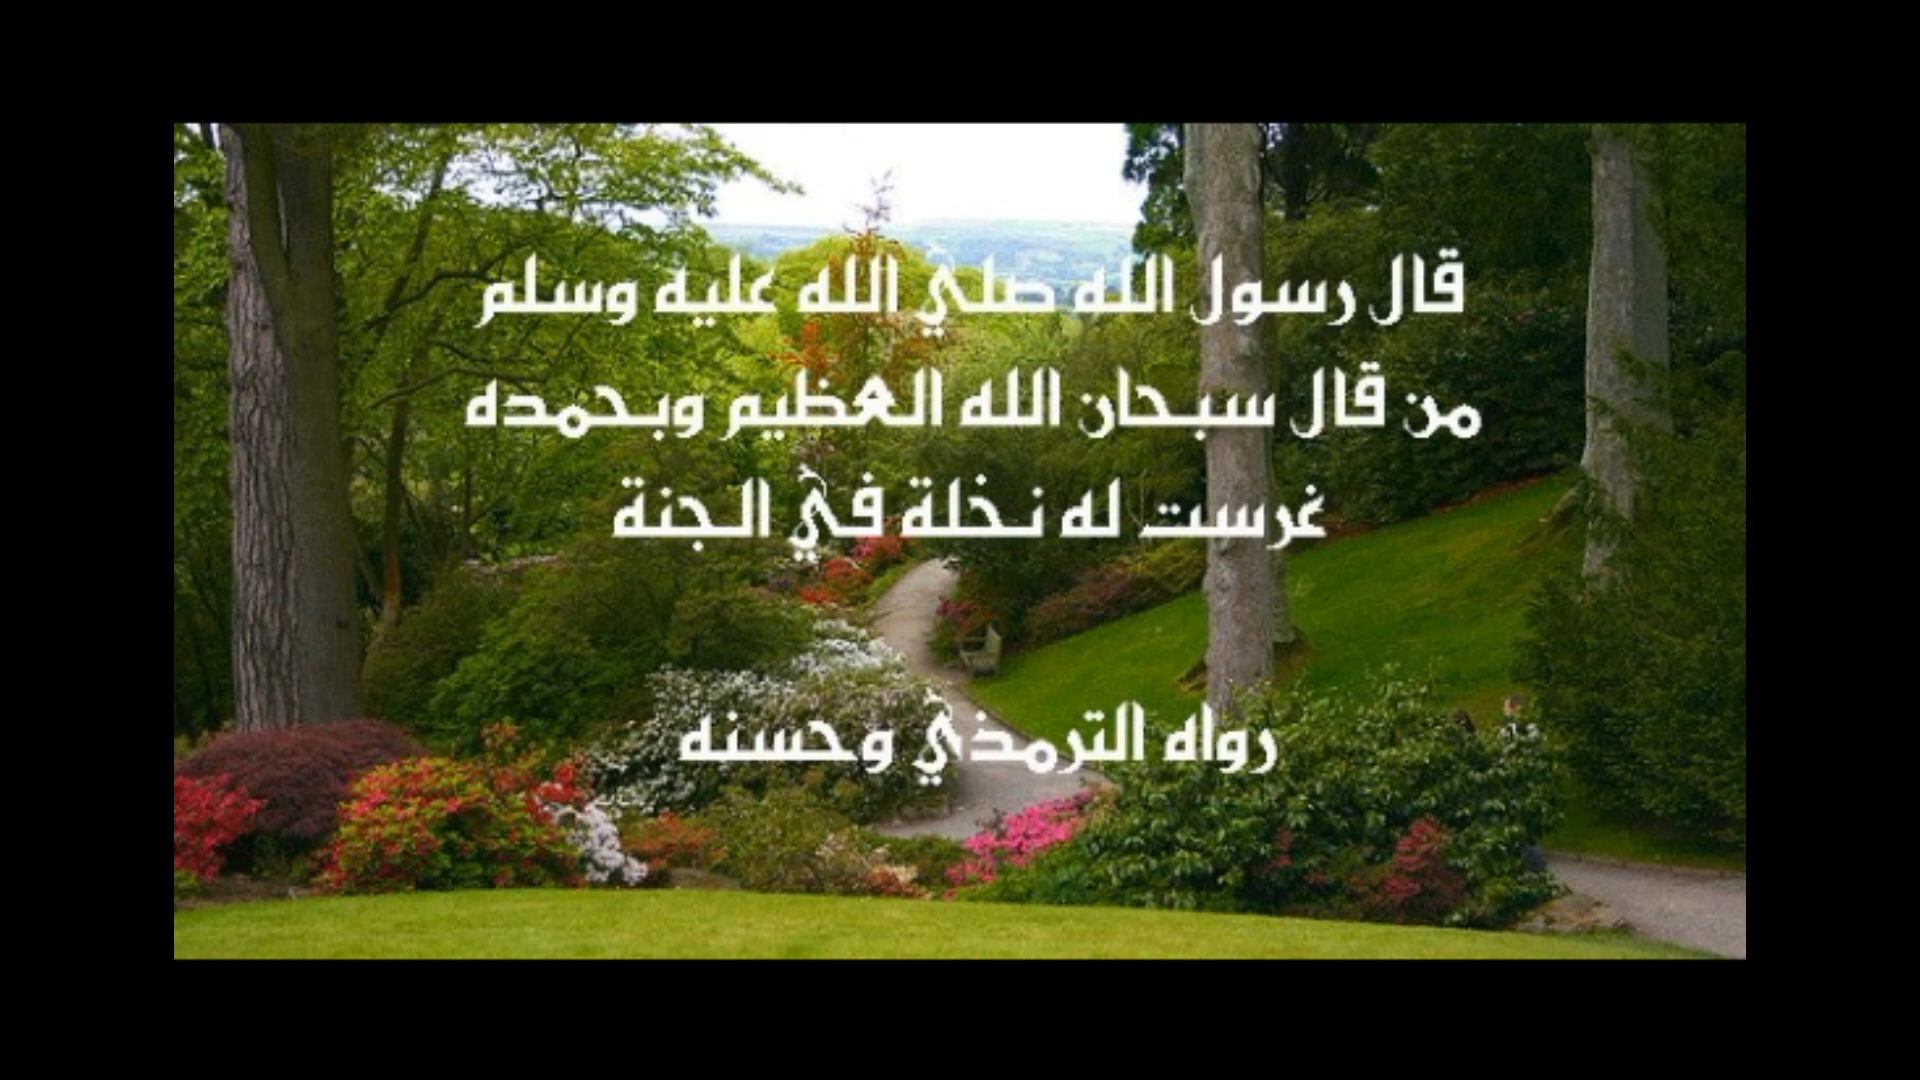 قال رسول الله صلي الله عليه وسلم
من قال سبحان الله العظيم وبحمده
غرست له نخلة في الجنة
رواه الترمذي وحسنه